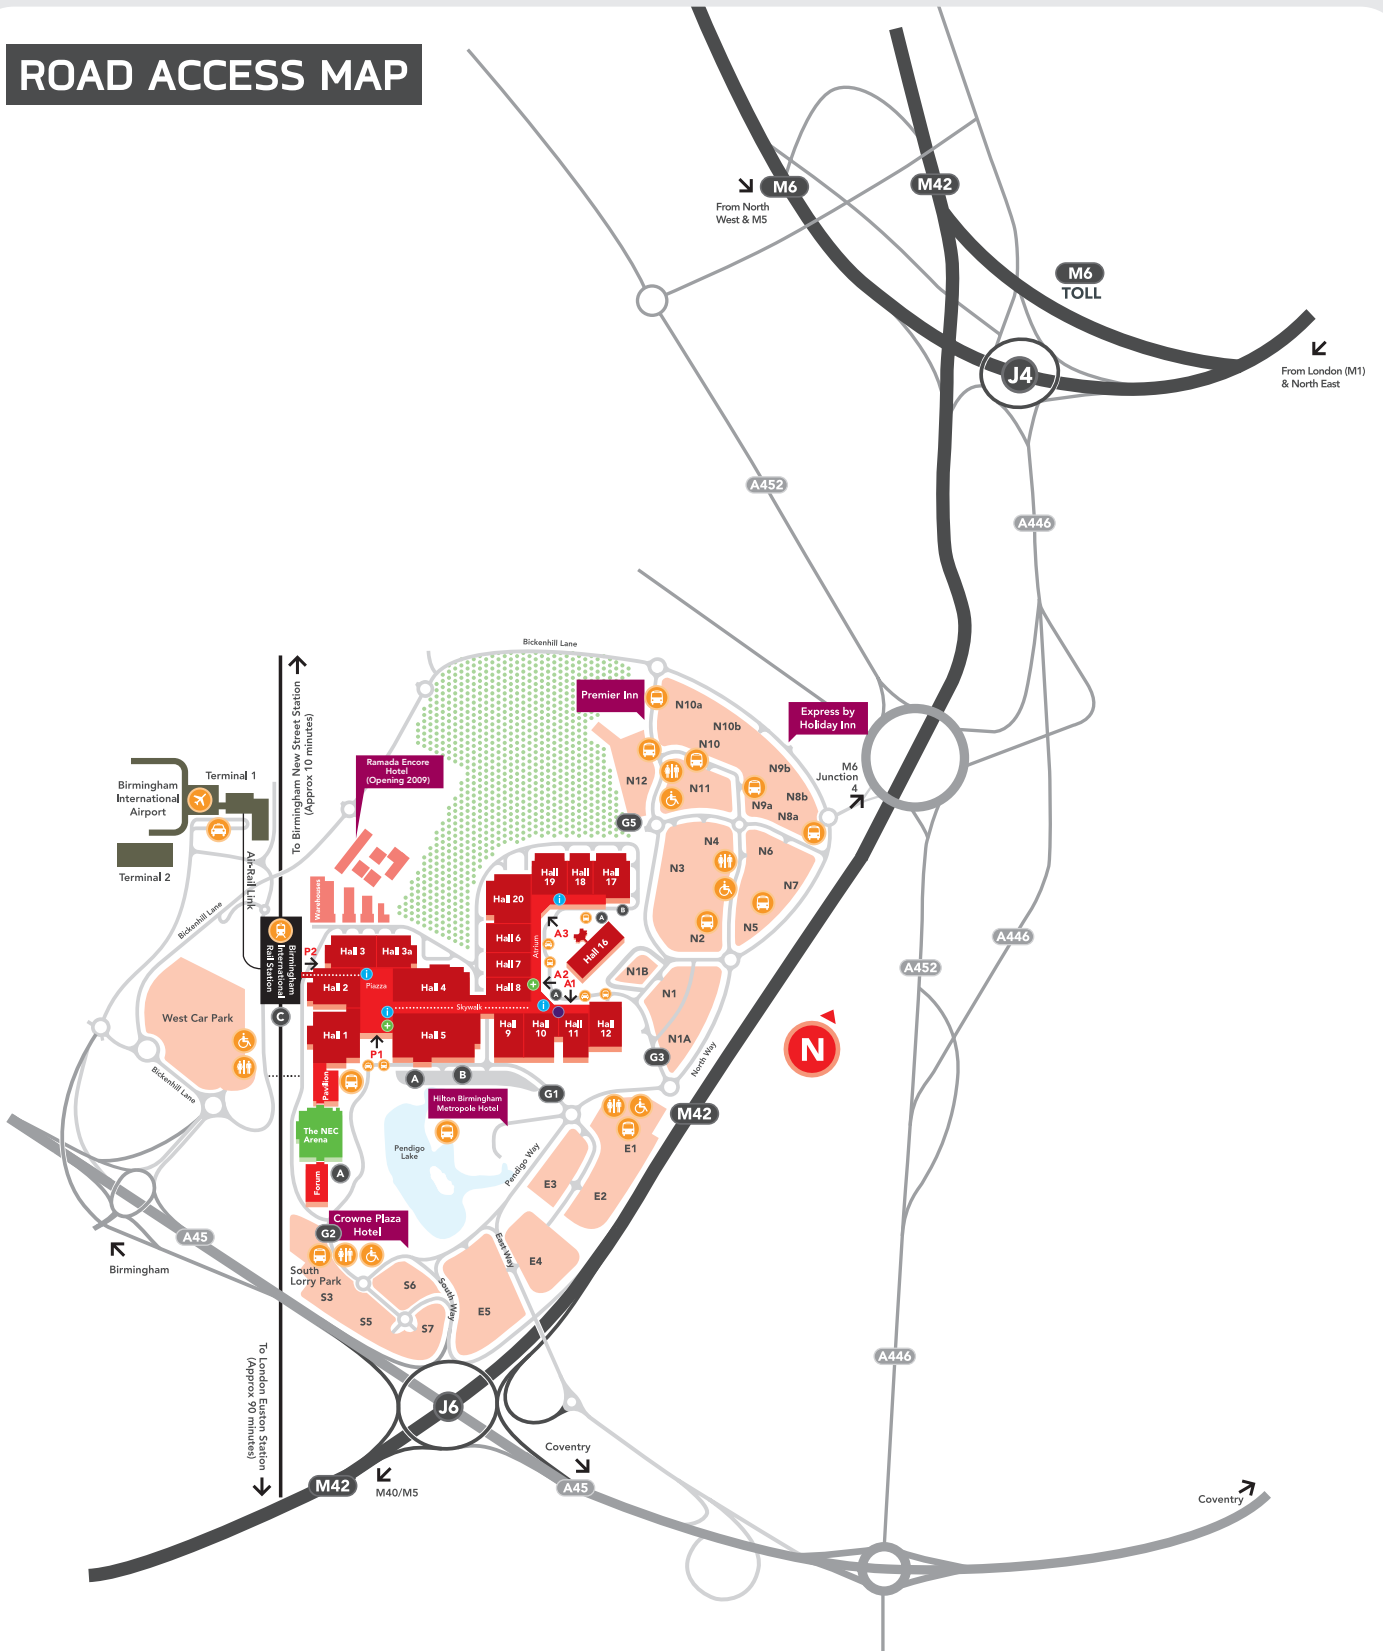 ROAD ACCESS MAP
M6
From North
West & M5
M42
M6
TOLL
J4
From London (M1)
& North East
A452
A446
Bickenhill Lane
Premier Inn
Express by
Holiday Inn
N10a
N10b
N10
N9b
N12
N11
N9a
N8b
N8a
M6
Junction
4
To Birmingham New Street Station
(Approx 10 minutes)
Ramada Encore
Hotel
(Opening 2009)
Terminal 1
Birmingham
International
Airport
Terminal 2
Air-Rail Link
G5
N4
N6
N3
N7
N5
N2
Hall
19
Hall
18
Hall
17
Hall 20
Warehouses
Bickenhill Lane
Birmingham
International
Rail Station
P2
Hall 3
Hall 3a
Hall 6
Atrium
A3
A
B
Hall 16
Hall 7
A2
A1
A
Hall 2
Piazza
Hall 4
Hall 8
Skywalk
N1B
N1
N1A
A446
A452
West Car Park
C
Hall 1
Hall 5
P1
Hall
9
Hall
10
Hall
11
Hall
12
G3
North Way
N
Bickenhill Lane
Pavilion
A
B
G1
Hilton Birmingham
Metropole Hotel
M42
The NEC
Arena
Pendigo
Lake
Pendigo Way
E1
Forum
A
E3
E2
A45
Birmingham
G2
Crowne Plaza
Hotel
East Way
E4
South
Lorry Park
S3
S6
South Way
E5
S5
S7
To London Euston Station
(Approx 90 minutes)
A446
J6
M42
M40/M5
Coventry
A45
Coventry